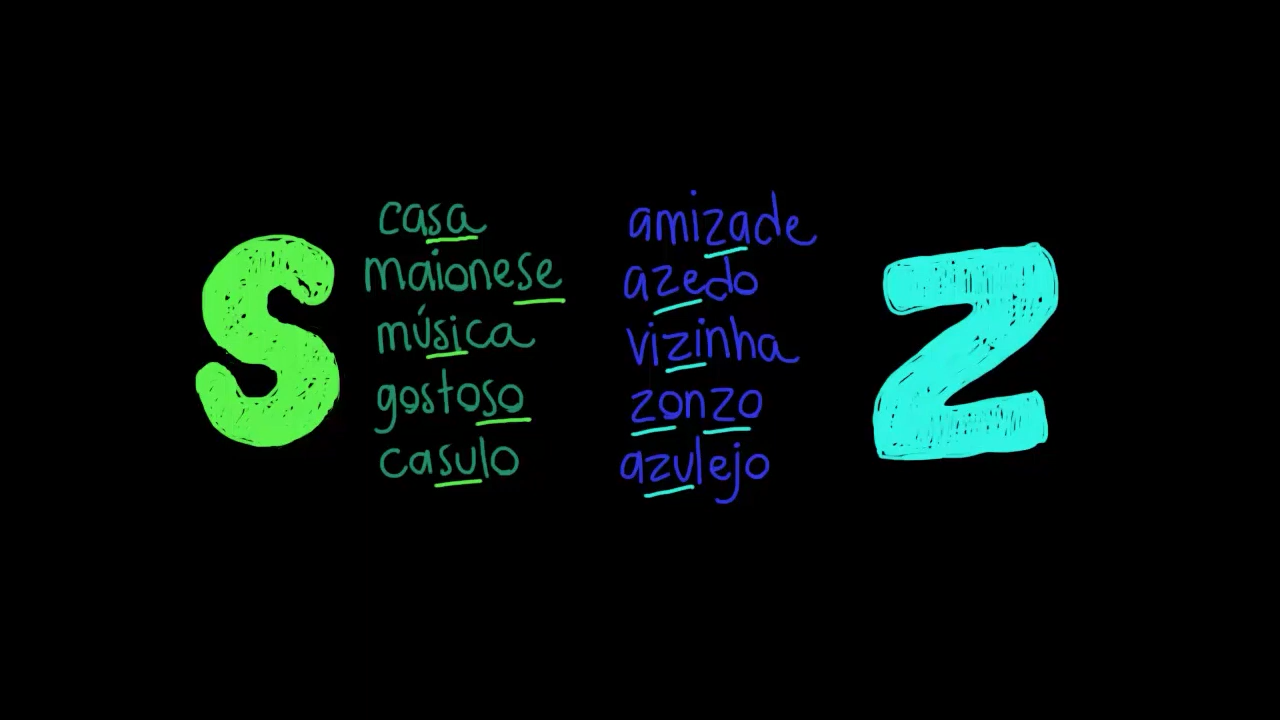 S
casa
maionese
música
gostoso
casulo
amizade
azedo
vizinha
zonzo
azulejo
Z